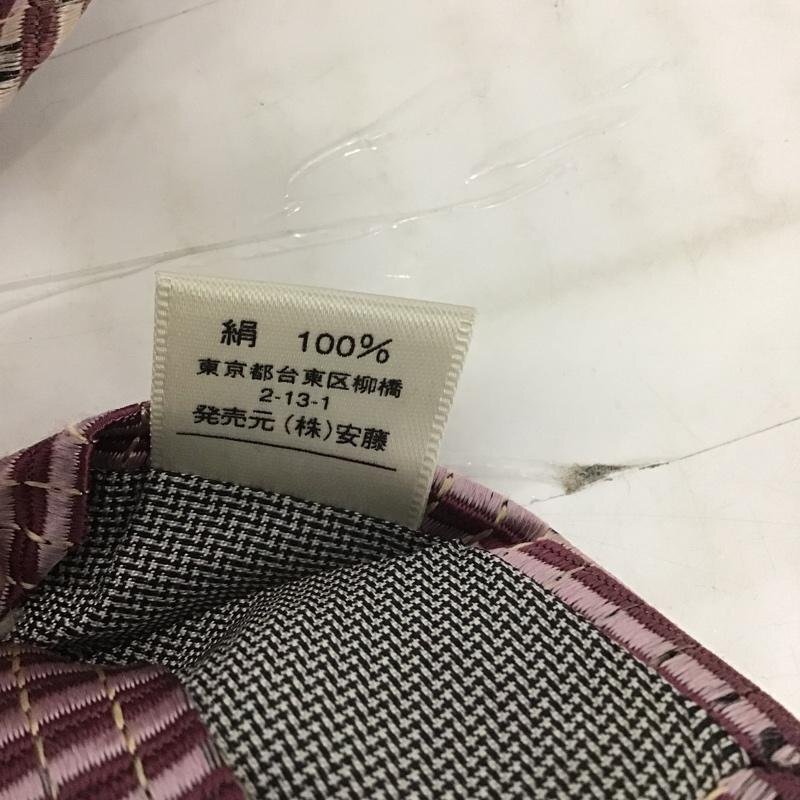 絹 100%
東京都台東区柳橋
2-13-1
発売元 (株)安藤